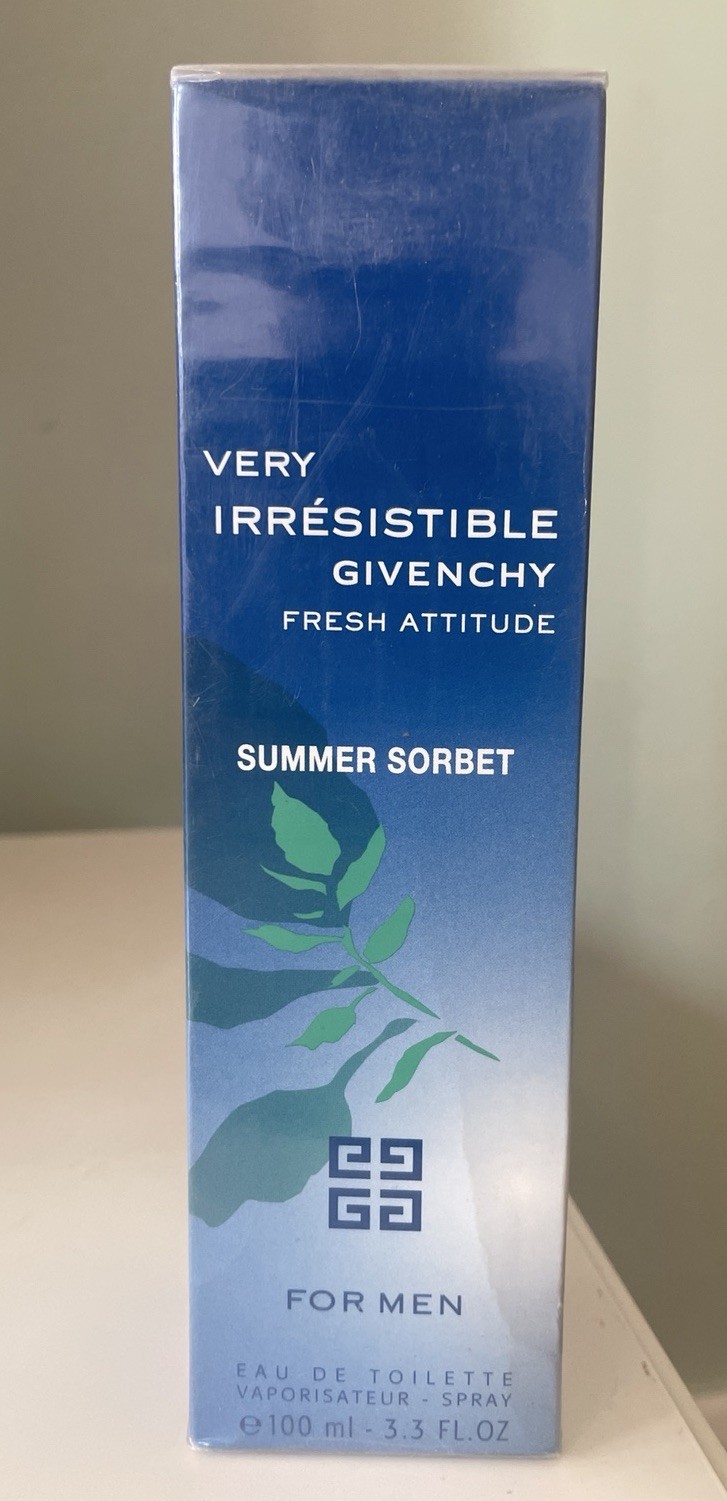 VERY
IRRÉSISTIBLE
GIVENCHY
FRESH ATTITUDE
SUMMER SORBET
FOR MEN
EAU DE TOILETTE
VAPORISATEUR - SPRAY
℮100 ml - 3.3 FL.OZ